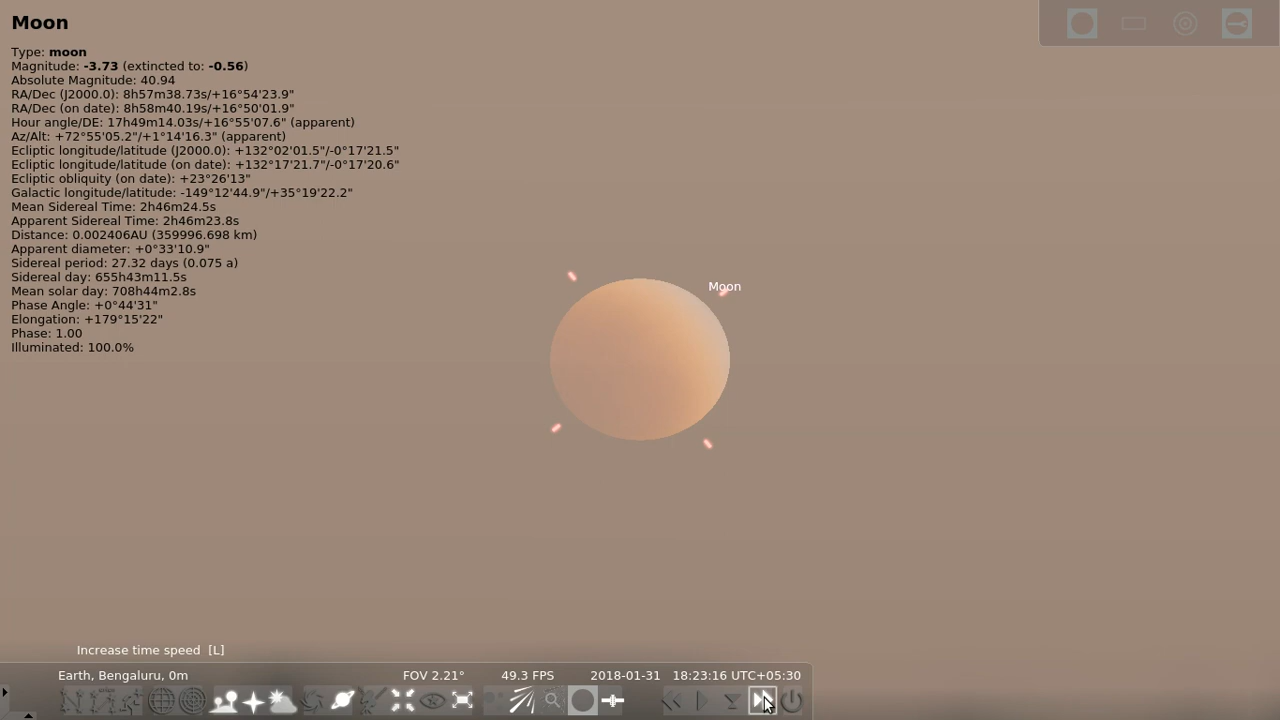 Moon
Type: moon
Magnitude: -3.73 (extincted to: -0.56)
Absolute Magnitude: 40.94
RA/Dec (J2000.0): 8h57m38.73s/+16°54'23.9"
RA/Dec (on date): 8h58m40.19s/+16°50'01.9"
Hour angle/DE: 17h49m14.03s/+16°55'07.6" (apparent)
Az/Alt: +72°55'05.2"/+1°14'16.3" (apparent)
Ecliptic longitude/latitude (J2000.0): +132°02'01.5"/-0°17'21.5"
Ecliptic longitude/latitude (on date): +132°17'21.7"/-0°17'20.6"
Ecliptic obliquity (on date): +23°26'13"
Galactic longitude/latitude: -149°12'44.9"/+35°19'22.2"
Mean Sidereal Time: 2h46m24.5s
Apparent Sidereal Time: 2h46m23.8s
Distance: 0.002406AU (359996.698 km)
Apparent diameter: +0°33'10.9"
Sidereal period: 27.32 days (0.075 a)
Sidereal day: 655h43m11.5s
Mean solar day: 708h44m2.8s
Phase Angle: +0°44'31"
Elongation: +179°15'22"
Phase: 1.00
Illuminated: 100.0%
Moon
Increase time speed [L]
Earth, Bengaluru, 0m FOV 2.21° 49.3 FPS 2018-01-31 18:23:16 UTC+05:30